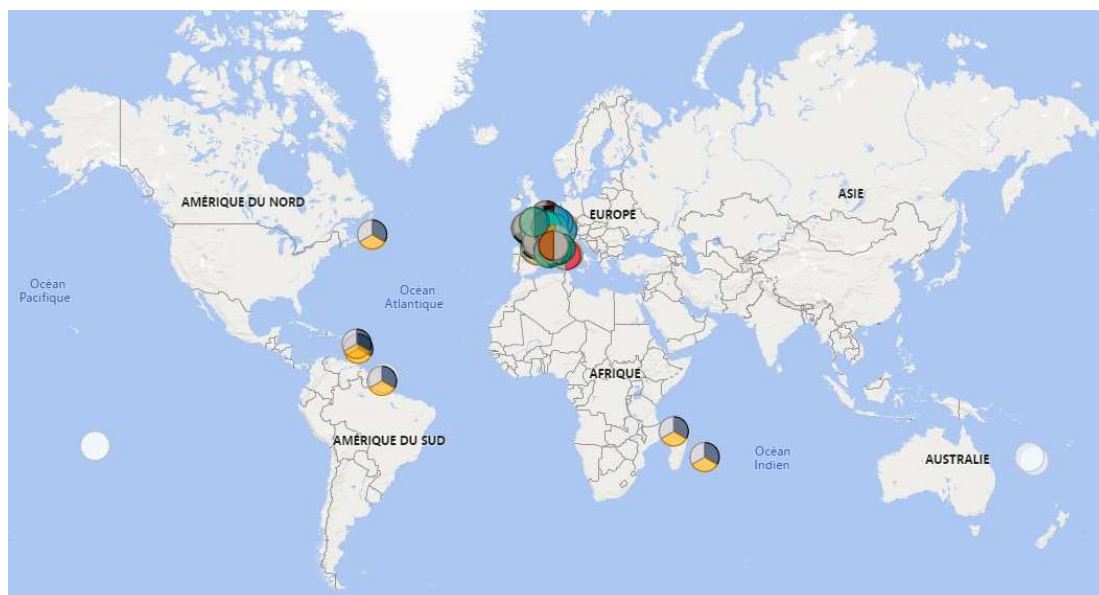 ASIE
AMÉRIQUE DU NORD
EUROPE
Océan
Pacifique
Océan
Atlantique
AFRIQUE
AMÉRIQUE DU SUD
Océan
Indien
AUSTRALIE